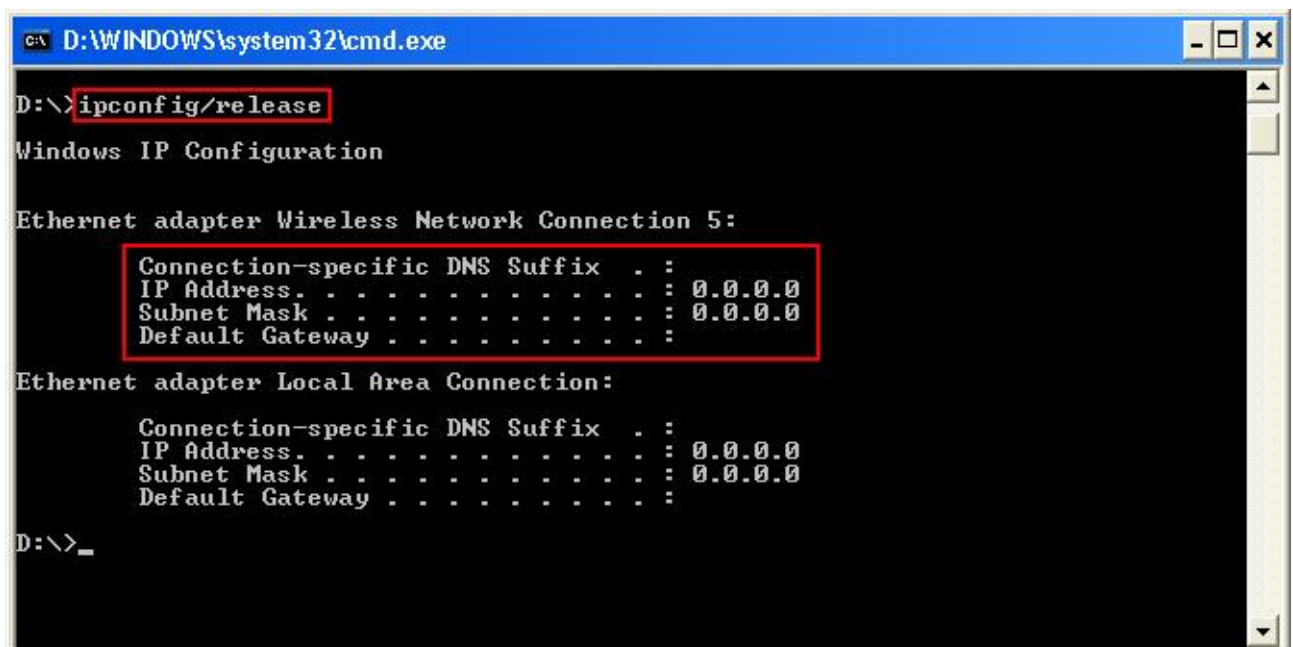 D:\WINDOWS\system32\cmd.exe
D:\>ipconfig/release
Windows IP Configuration
Ethernet adapter Wireless Network Connection 5:
Connection-specific DNS Suffix . :
IP Address. . . . . . . . . . . . : 0.0.0.0
Subnet Mask . . . . . . . . . . . : 0.0.0.0
Default Gateway . . . . . . . . . :
Ethernet adapter Local Area Connection:
Connection-specific DNS Suffix . :
IP Address. . . . . . . . . . . . : 0.0.0.0
Subnet Mask . . . . . . . . . . . : 0.0.0.0
Default Gateway . . . . . . . . . :
D:\>_